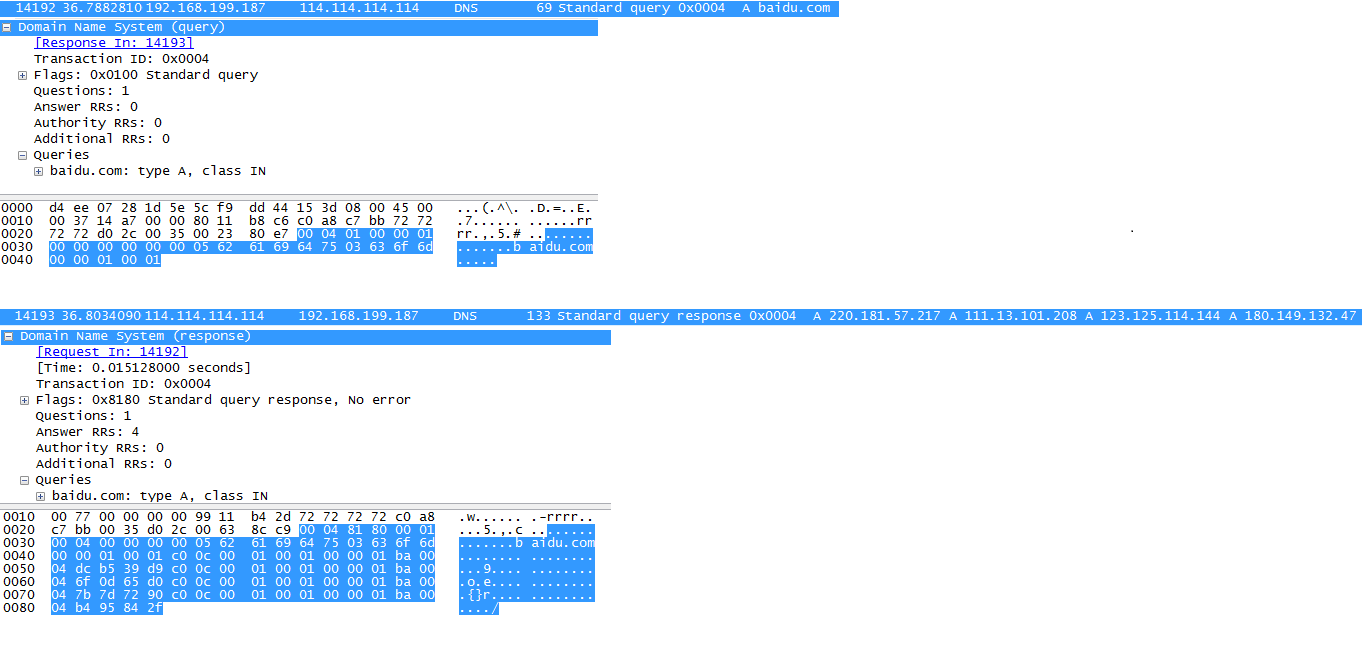 14192 36.7882810 192.168.199.187 114.114.114.114 DNS 69 Standard query 0x0004 A baidu.com
Domain Name System (query)
[Response In: 14193]
Transaction ID: 0x0004
Flags: 0x0100 Standard query
Questions: 1
Answer RRs: 0
Authority RRs: 0
Additional RRs: 0
Queries
baidu.com: type A, class IN
0000 d4 ee 07 28 1d 5e 5c f9 dd 44 15 3d 08 00 45 00 ...(.^\. .D.=..E.
0010 00 37 14 a7 00 00 80 11 b8 c6 c0 a8 c7 bb 72 72 .7...... ......rr
0020 72 72 d0 2c 00 35 00 23 80 e7 00 04 01 00 00 01 rr.,.5.# ........
0030 00 00 00 00 00 00 05 62 61 69 64 75 03 63 6f 6d .......b aidu.com
0040 00 00 01 00 01 .....
14193 36.8034090 114.114.114.114 192.168.199.187 DNS 133 Standard query response 0x0004 A 220.181.57.217 A 111.13.101.208 A 123.125.114.144 A 180.149.132.47
Domain Name System (response)
[Request In: 14192]
[Time: 0.015128000 seconds]
Transaction ID: 0x0004
Flags: 0x8180 Standard query response, No error
Questions: 1
Answer RRs: 4
Authority RRs: 0
Additional RRs: 0
Queries
baidu.com: type A, class IN
0010 00 77 00 00 00 00 99 11 b4 2d 72 72 72 72 c0 a8 .w...... .-rrrr..
0020 c7 bb 00 35 d0 2c 00 63 8c c9 00 04 81 80 00 01 ...5.,.c ........
0030 00 04 00 00 00 00 05 62 61 69 64 75 03 63 6f 6d .......b aidu.com
0040 00 00 01 00 01 c0 0c 00 01 00 01 00 00 01 ba 00 ........ ........
0050 04 dc b5 39 d9 c0 0c 00 01 00 01 00 00 01 ba 00 ...9.... ........
0060 04 6f 0d 65 d0 c0 0c 00 01 00 01 00 00 01 ba 00 .o.e.... ........
0070 04 7b 7d 72 90 c0 0c 00 01 00 01 00 00 01 ba 00 .{}r.... ........
0080 04 b4 95 84 2f ..../